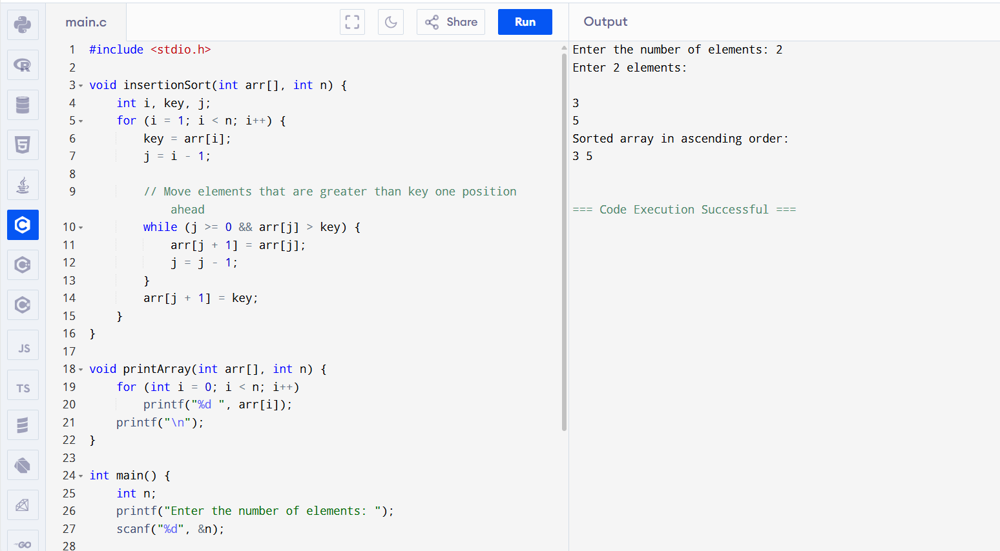 main.c
Share
Run
Output
1 #include <stdio.h>
2
3 void insertionSort(int arr[], int n) {
4     int i, key, j;
5     for (i = 1; i < n; i++) {
6         key = arr[i];
7         j = i - 1;
8
9         // Move elements that are greater than key one position
            ahead
10         while (j >= 0 && arr[j] > key) {
11             arr[j + 1] = arr[j];
12             j = j - 1;
13         }
14         arr[j + 1] = key;
15     }
16 }
17
18 void printArray(int arr[], int n) {
19     for (int i = 0; i < n; i++)
20         printf("%d ", arr[i]);
21     printf("\n");
22 }
23
24 int main() {
25     int n;
26     printf("Enter the number of elements: ");
27     scanf("%d", &n);
28
Enter the number of elements: 2
Enter 2 elements:

3
5
Sorted array in ascending order:
3 5

=== Code Execution Successful ===
R
5
C
C++
C#
JS
TS
GO